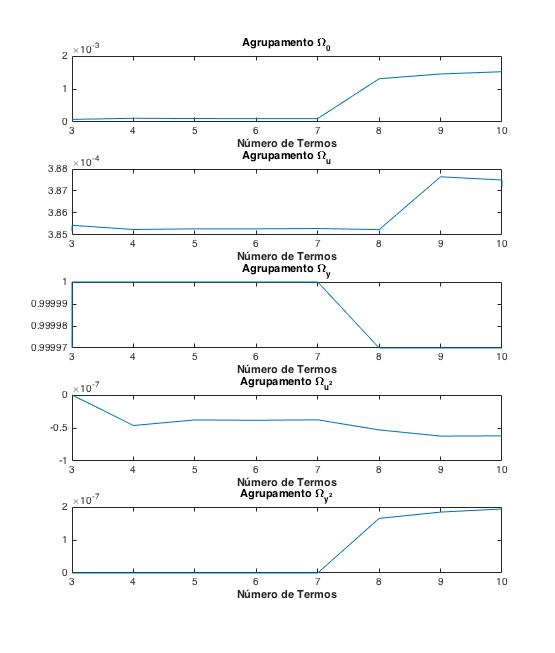 Agrupamento Ω₀
×10⁻³
2
1
0
3 4 5 6 7 8 9 10
Número de Termos
Agrupamento Ωᵤ
×10⁻⁴
3.88
3.87
3.86
3.85
3 4 5 6 7 8 9 10
Número de Termos
Agrupamento Ω_y
1
0.99999
0.99998
0.99997
3 4 5 6 7 8 9 10
Número de Termos
Agrupamento Ω_u²
×10⁻⁷
0
-0.5
-1
3 4 5 6 7 8 9 10
Número de Termos
Agrupamento Ω_y²
×10⁻⁷
2
1
0
3 4 5 6 7 8 9 10
Número de Termos